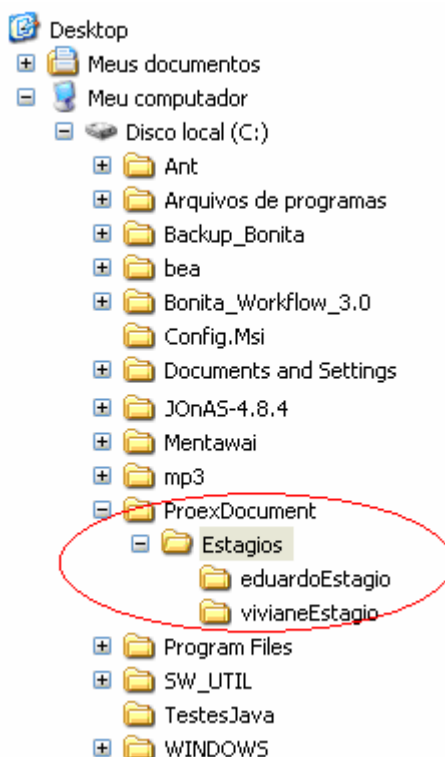 Desktop
Meus documentos
Meu computador
Disco local (C:)
Ant
Arquivos de programas
Backup_Bonita
bea
Bonita_Workflow_3.0
Config.Msi
Documents and Settings
JOnAS-4.8.4
Mentawai
mp3
ProexDocument
Estagios
eduardoEstagio
vivianeEstagio
Program Files
SW_UTIL
TestesJava
WINDOWS